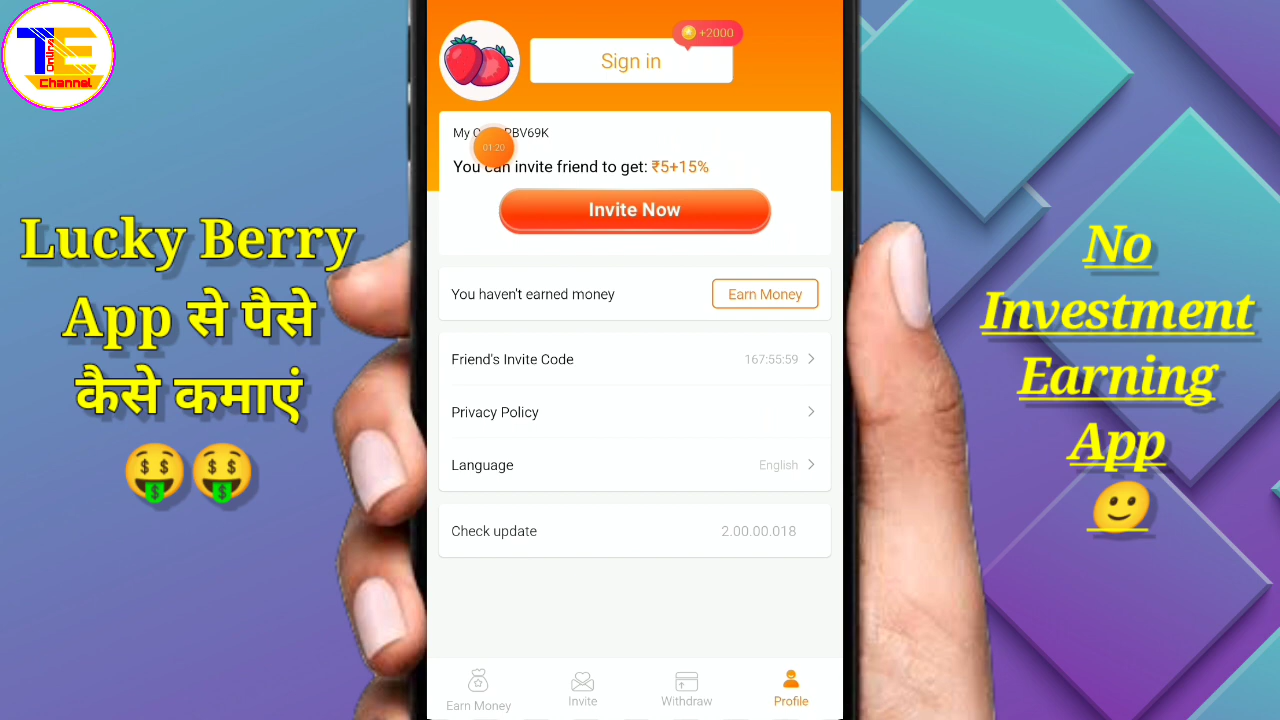 TE
Online
Channel
+2000
Sign in
My C BV69K
01:20
You can invite friend to get: ₹5+15%
Invite Now
You haven't earned money
Earn Money
Friend's Invite Code 167:55:59
Privacy Policy
Language English
Check update 2.00.00.018
Earn Money
Invite
Withdraw
Profile
Lucky Berry
App से पैसे
कैसे कमाएं
🤑🤑
No
Investment
Earning
App
🙂